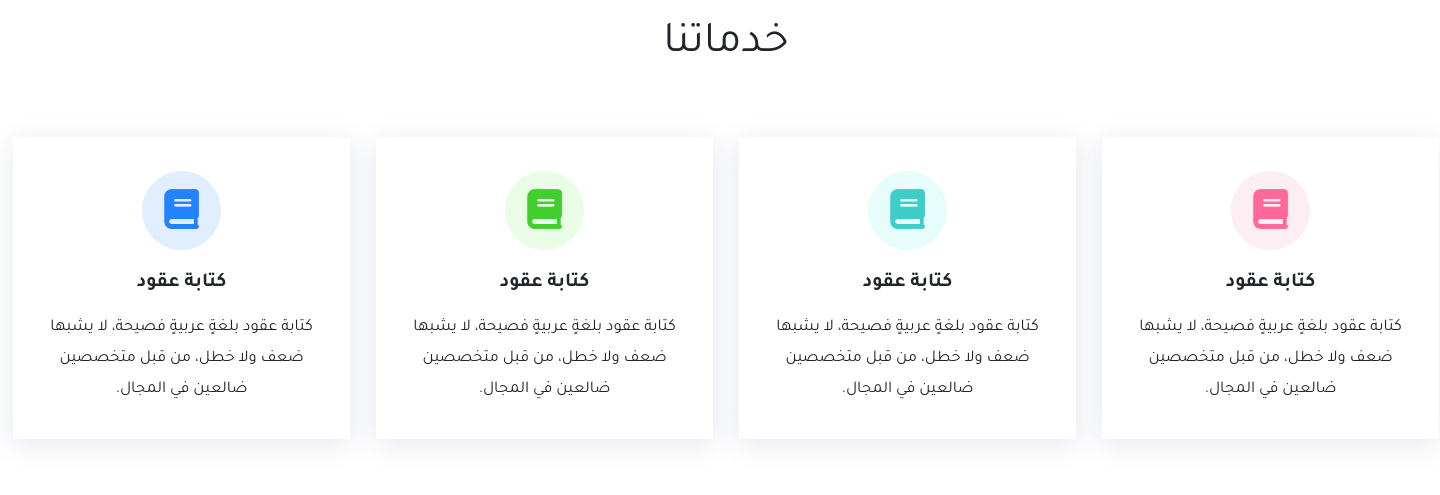 خدماتنا
كتابة عقود
كتابة عقود بلغةٍ عربيةٍ فصيحة، لا يشبها
ضعف ولا خطل، من قبل متخصصين
ضالعين في المجال.
كتابة عقود
كتابة عقود بلغةٍ عربيةٍ فصيحة، لا يشبها
ضعف ولا خطل، من قبل متخصصين
ضالعين في المجال.
كتابة عقود
كتابة عقود بلغةٍ عربيةٍ فصيحة، لا يشبها
ضعف ولا خطل، من قبل متخصصين
ضالعين في المجال.
كتابة عقود
كتابة عقود بلغةٍ عربيةٍ فصيحة، لا يشبها
ضعف ولا خطل، من قبل متخصصين
ضالعين في المجال.